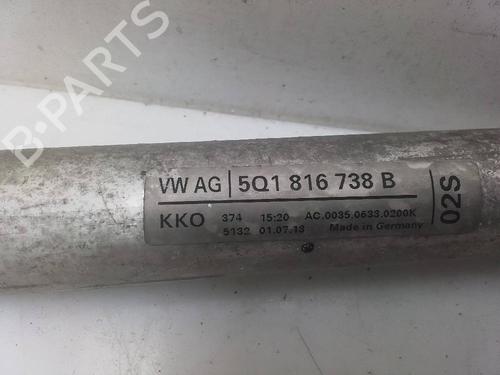 B-PARTS
VW AG 5Q1 816 738 B
KKO 374 15:20 AC.0035.0633.0200K
5132 01.07.13 Made in Germany
02S